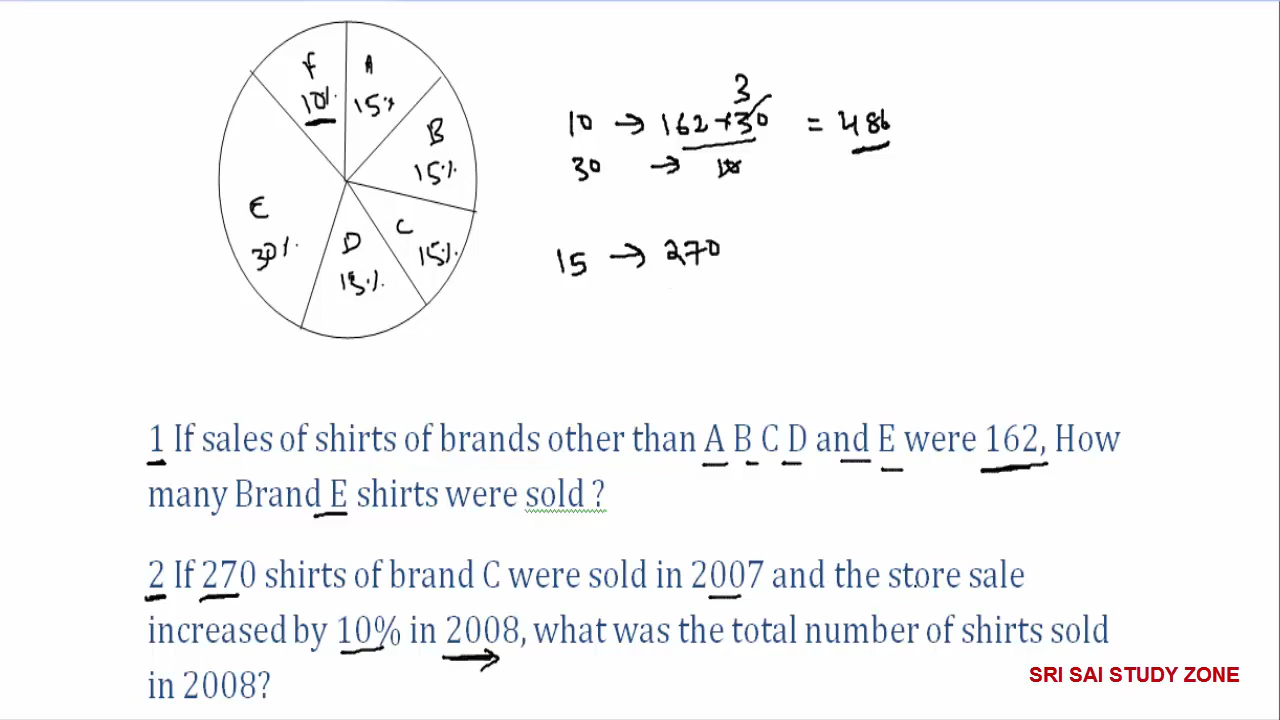 F
A
10%
15%
B
15%
C
15%
D
15%
E
30%
3
10 → 162 × 30 = 486
30 → 10
15 → 270
1 If sales of shirts of brands other than A B C D and E were 162, How
many Brand E shirts were sold ?
2 If 270 shirts of brand C were sold in 2007 and the store sale
increased by 10% in 2008, what was the total number of shirts sold
in 2008?
SRI SAI STUDY ZONE